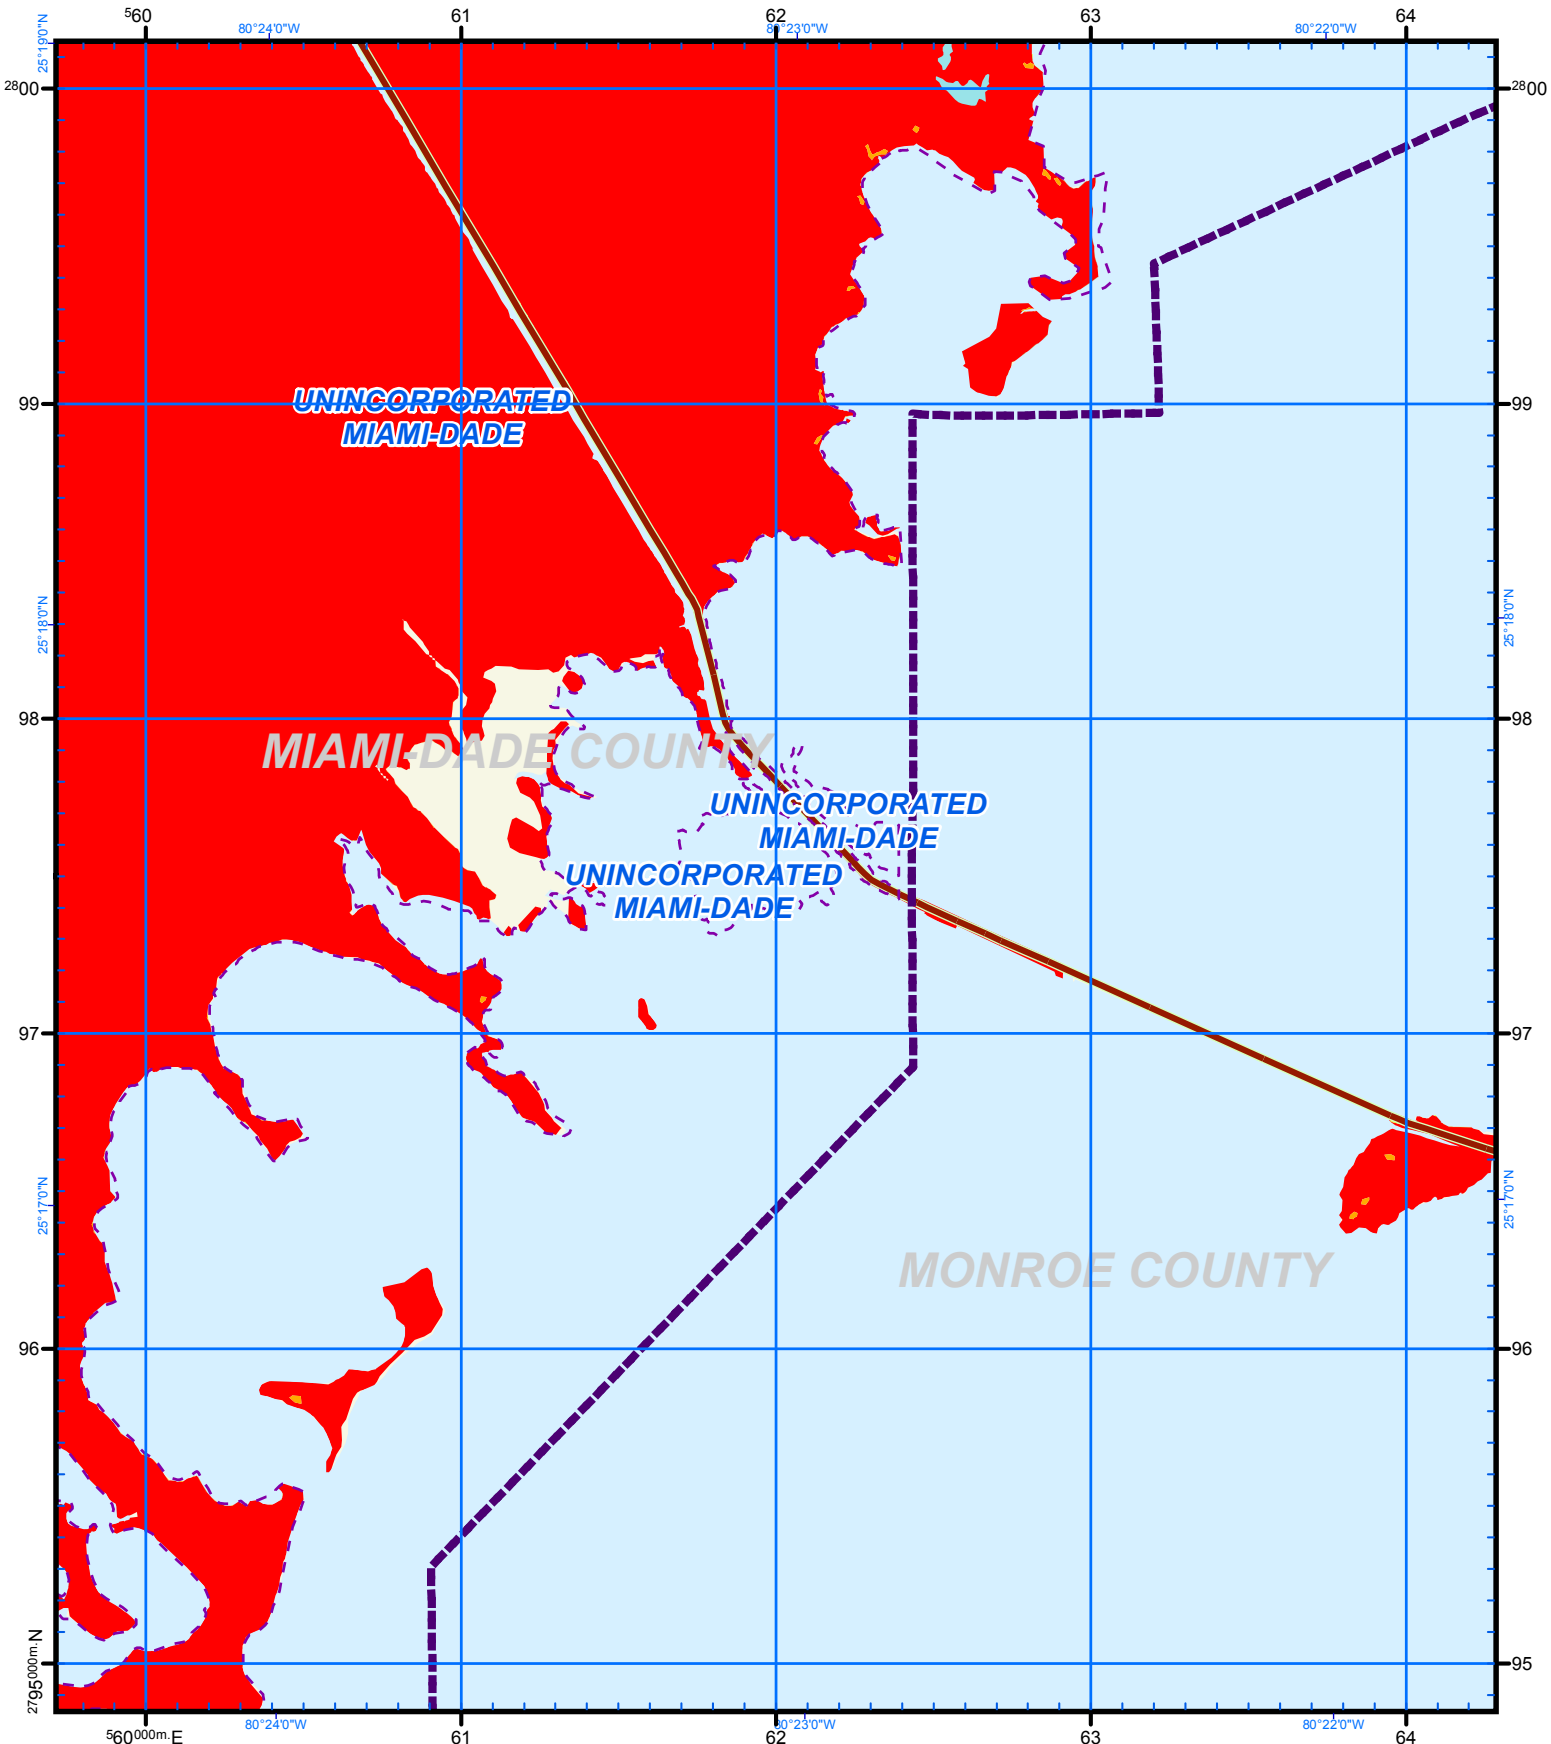 560 61 62 63 64
80°24'0"W 80°23'0"W 80°22'0"W
25°19'0"N
2800 2800
UNINCORPORATED
MIAMI-DADE
99 99
25°18'0"N 25°18'0"N
98 98
MIAMI-DADE COUNTY
UNINCORPORATED
MIAMI-DADE
UNINCORPORATED
MIAMI-DADE
97 97
25°17'0"N 25°17'0"N
MONROE COUNTY
96 96
2795000m.N 95
80°24'0"W 80°23'0"W 80°22'0"W
560000m.E 61 62 63 64